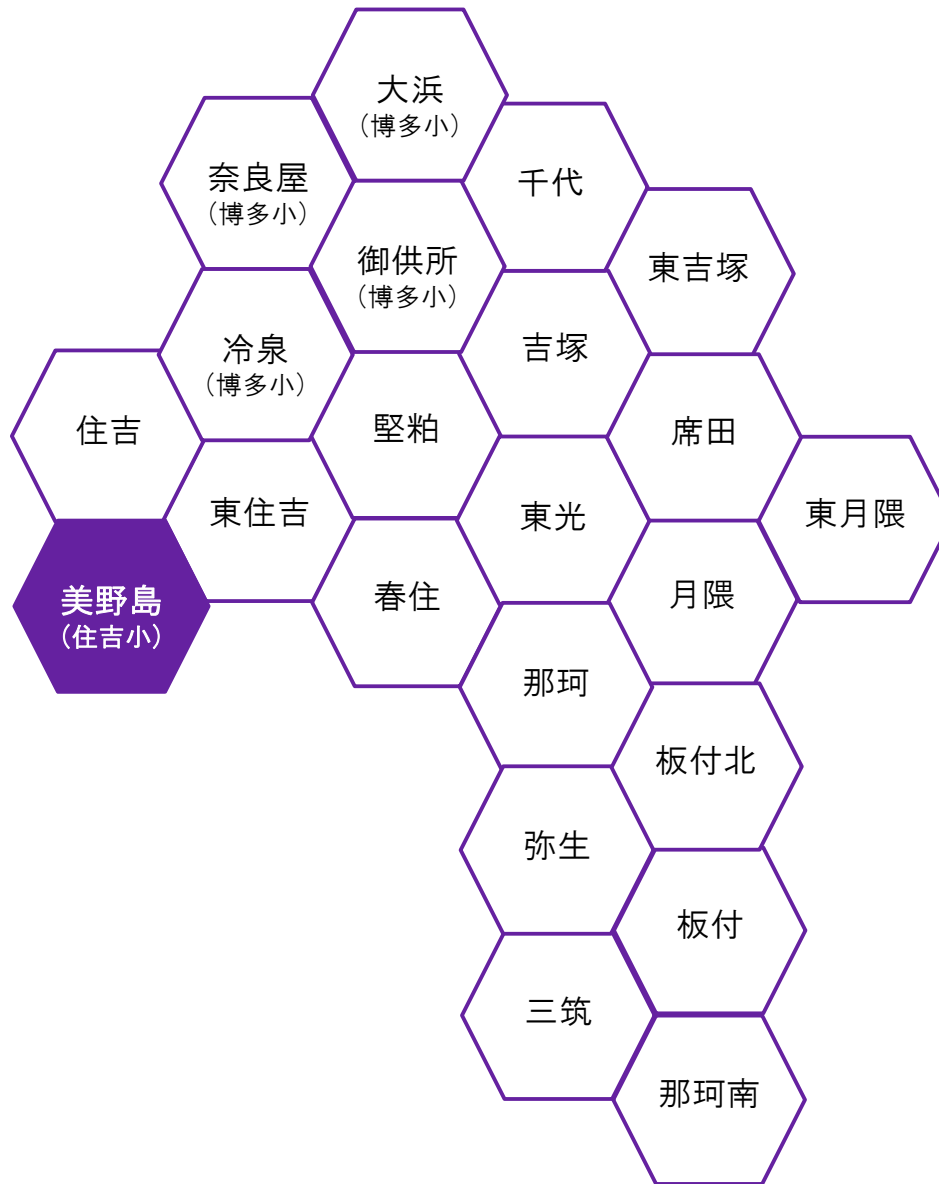 大浜
（博多小）
奈良屋
（博多小）
千代
御供所
（博多小）
東吉塚
冷泉
（博多小）
吉塚
住吉
堅粕
席田
東住吉
東光
東月隈
美野島
（住吉小）
春住
月隈
那珂
板付北
弥生
板付
三筑
那珂南